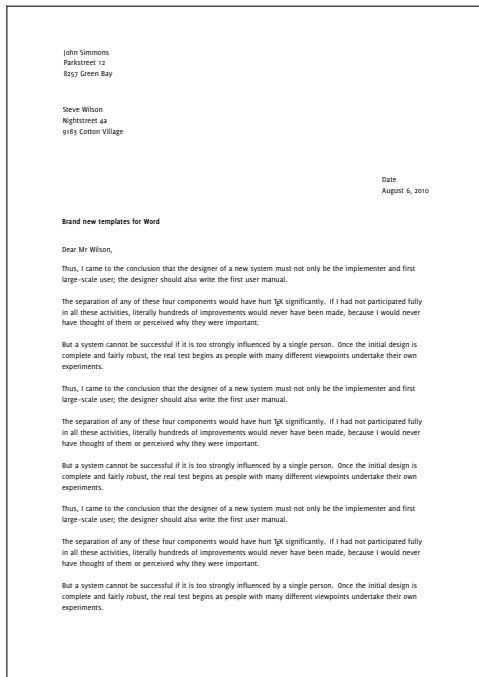 John Simmons
Parkstreet 12
8257 Green Bay
Steve Wilson
Nightstreet 4a
9183 Cotton Village
Date
August 6, 2010
Brand new templates for Word
Dear Mr Wilson,
Thus, I came to the conclusion that the designer of a new system must not only be the implementer and first
large–scale user; the designer should also write the first user manual.
The separation of any of these four components would have hurt TEX significantly. If I had not participated fully
in all these activities, literally hundreds of improvements would never have been made, because I would never
have thought of them or perceived why they were important.
But a system cannot be successful if it is too strongly influenced by a single person. Once the initial design is
complete and fairly robust, the real test begins as people with many different viewpoints undertake their own
experiments.
Thus, I came to the conclusion that the designer of a new system must not only be the implementer and first
large–scale user; the designer should also write the first user manual.
The separation of any of these four components would have hurt TEX significantly. If I had not participated fully
in all these activities, literally hundreds of improvements would never have been made, because I would never
have thought of them or perceived why they were important.
But a system cannot be successful if it is too strongly influenced by a single person. Once the initial design is
complete and fairly robust, the real test begins as people with many different viewpoints undertake their own
experiments.
Thus, I came to the conclusion that the designer of a new system must not only be the implementer and first
large–scale user; the designer should also write the first user manual.
The separation of any of these four components would have hurt TEX significantly. If I had not participated fully
in all these activities, literally hundreds of improvements would never have been made, because I would never
have thought of them or perceived why they were important.
But a system cannot be successful if it is too strongly influenced by a single person. Once the initial design is
complete and fairly robust, the real test begins as people with many different viewpoints undertake their own
experiments.